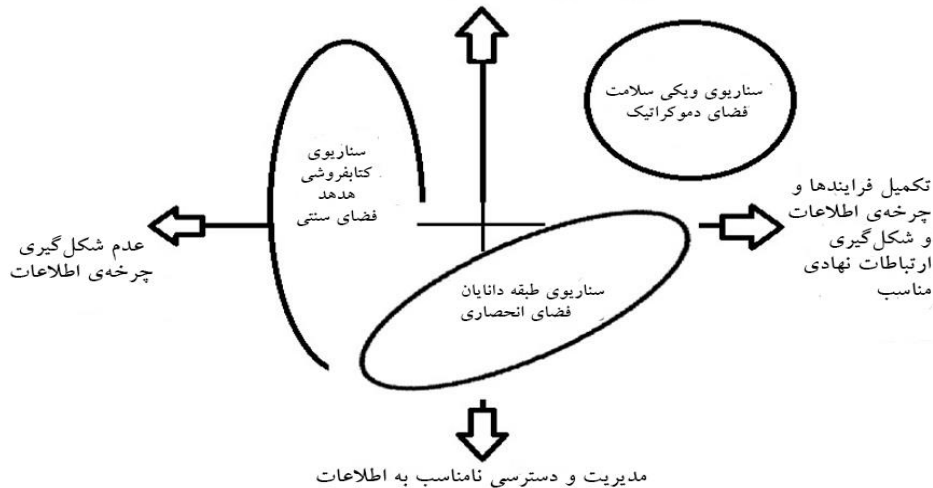 سناریوی ویکی سلامت
فضای دموکراتیک
سناریوی
کتابفروشی
هدهد
فضای سنتی
تکمیل فرایندها و
چرخه‌ی اطلاعات
و شکل‌گیری
ارتباطات نهادی
مناسب
عدم شکل‌گیری
چرخه‌ی اطلاعات
سناریوی طبقه دانایان
فضای انحصاری
مدیریت و دسترسی نامناسب به اطلاعات